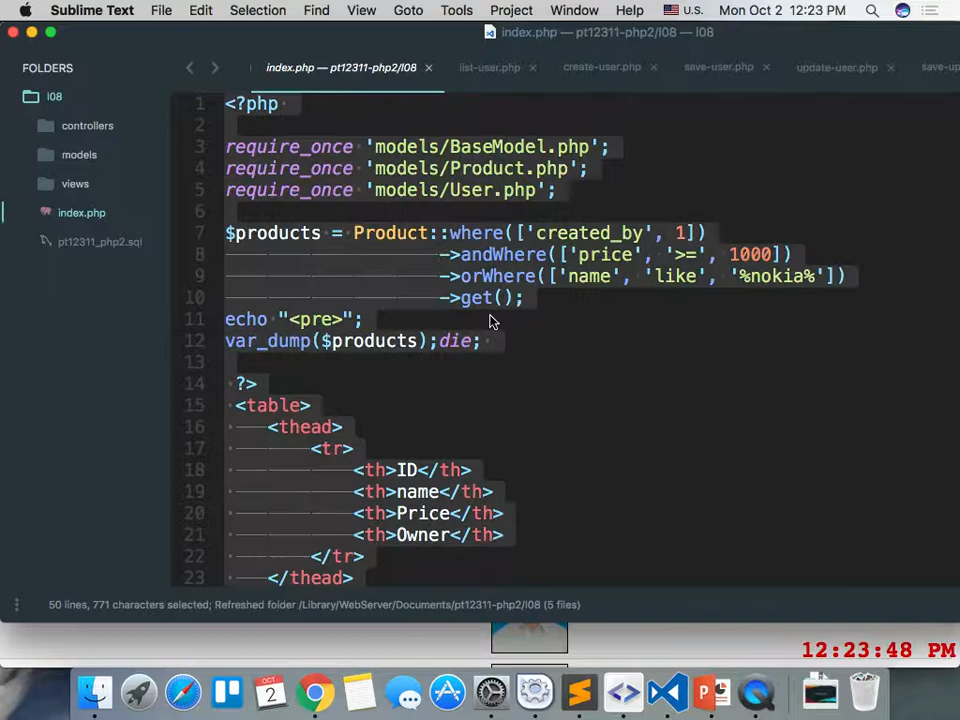 Sublime Text File Edit Selection Find View Goto Tools Project Window Help U.S. Mon Oct 2 12:23 PM
index.php — pt12311-php2/l08 — l08
FOLDERS
l08
controllers
models
views
index.php
pt12311_php2.sql
index.php — pt12311-php2/l08 × list-user.php × create-user.php × save-user.php × update-user.php × save-up
1 <?php
2
3 require_once 'models/BaseModel.php';
4 require_once 'models/Product.php';
5 require_once 'models/User.php';
6
7 $products = Product::where(['created_by', 1])
8 ->andWhere(['price', '>=', 1000])
9 ->orWhere(['name', 'like', '%nokia%'])
10 ->get();
11 echo "<pre>";
12 var_dump($products);die;
13
14 ?>
15 <table>
16 <thead>
17 <tr>
18 <th>ID</th>
19 <th>name</th>
20 <th>Price</th>
21 <th>Owner</th>
22 </tr>
23 </thead>
50 lines, 771 characters selected; Refreshed folder /Library/WebServer/Documents/pt12311-php2/l08 (5 files)
12:23:48 PM
OCT
2